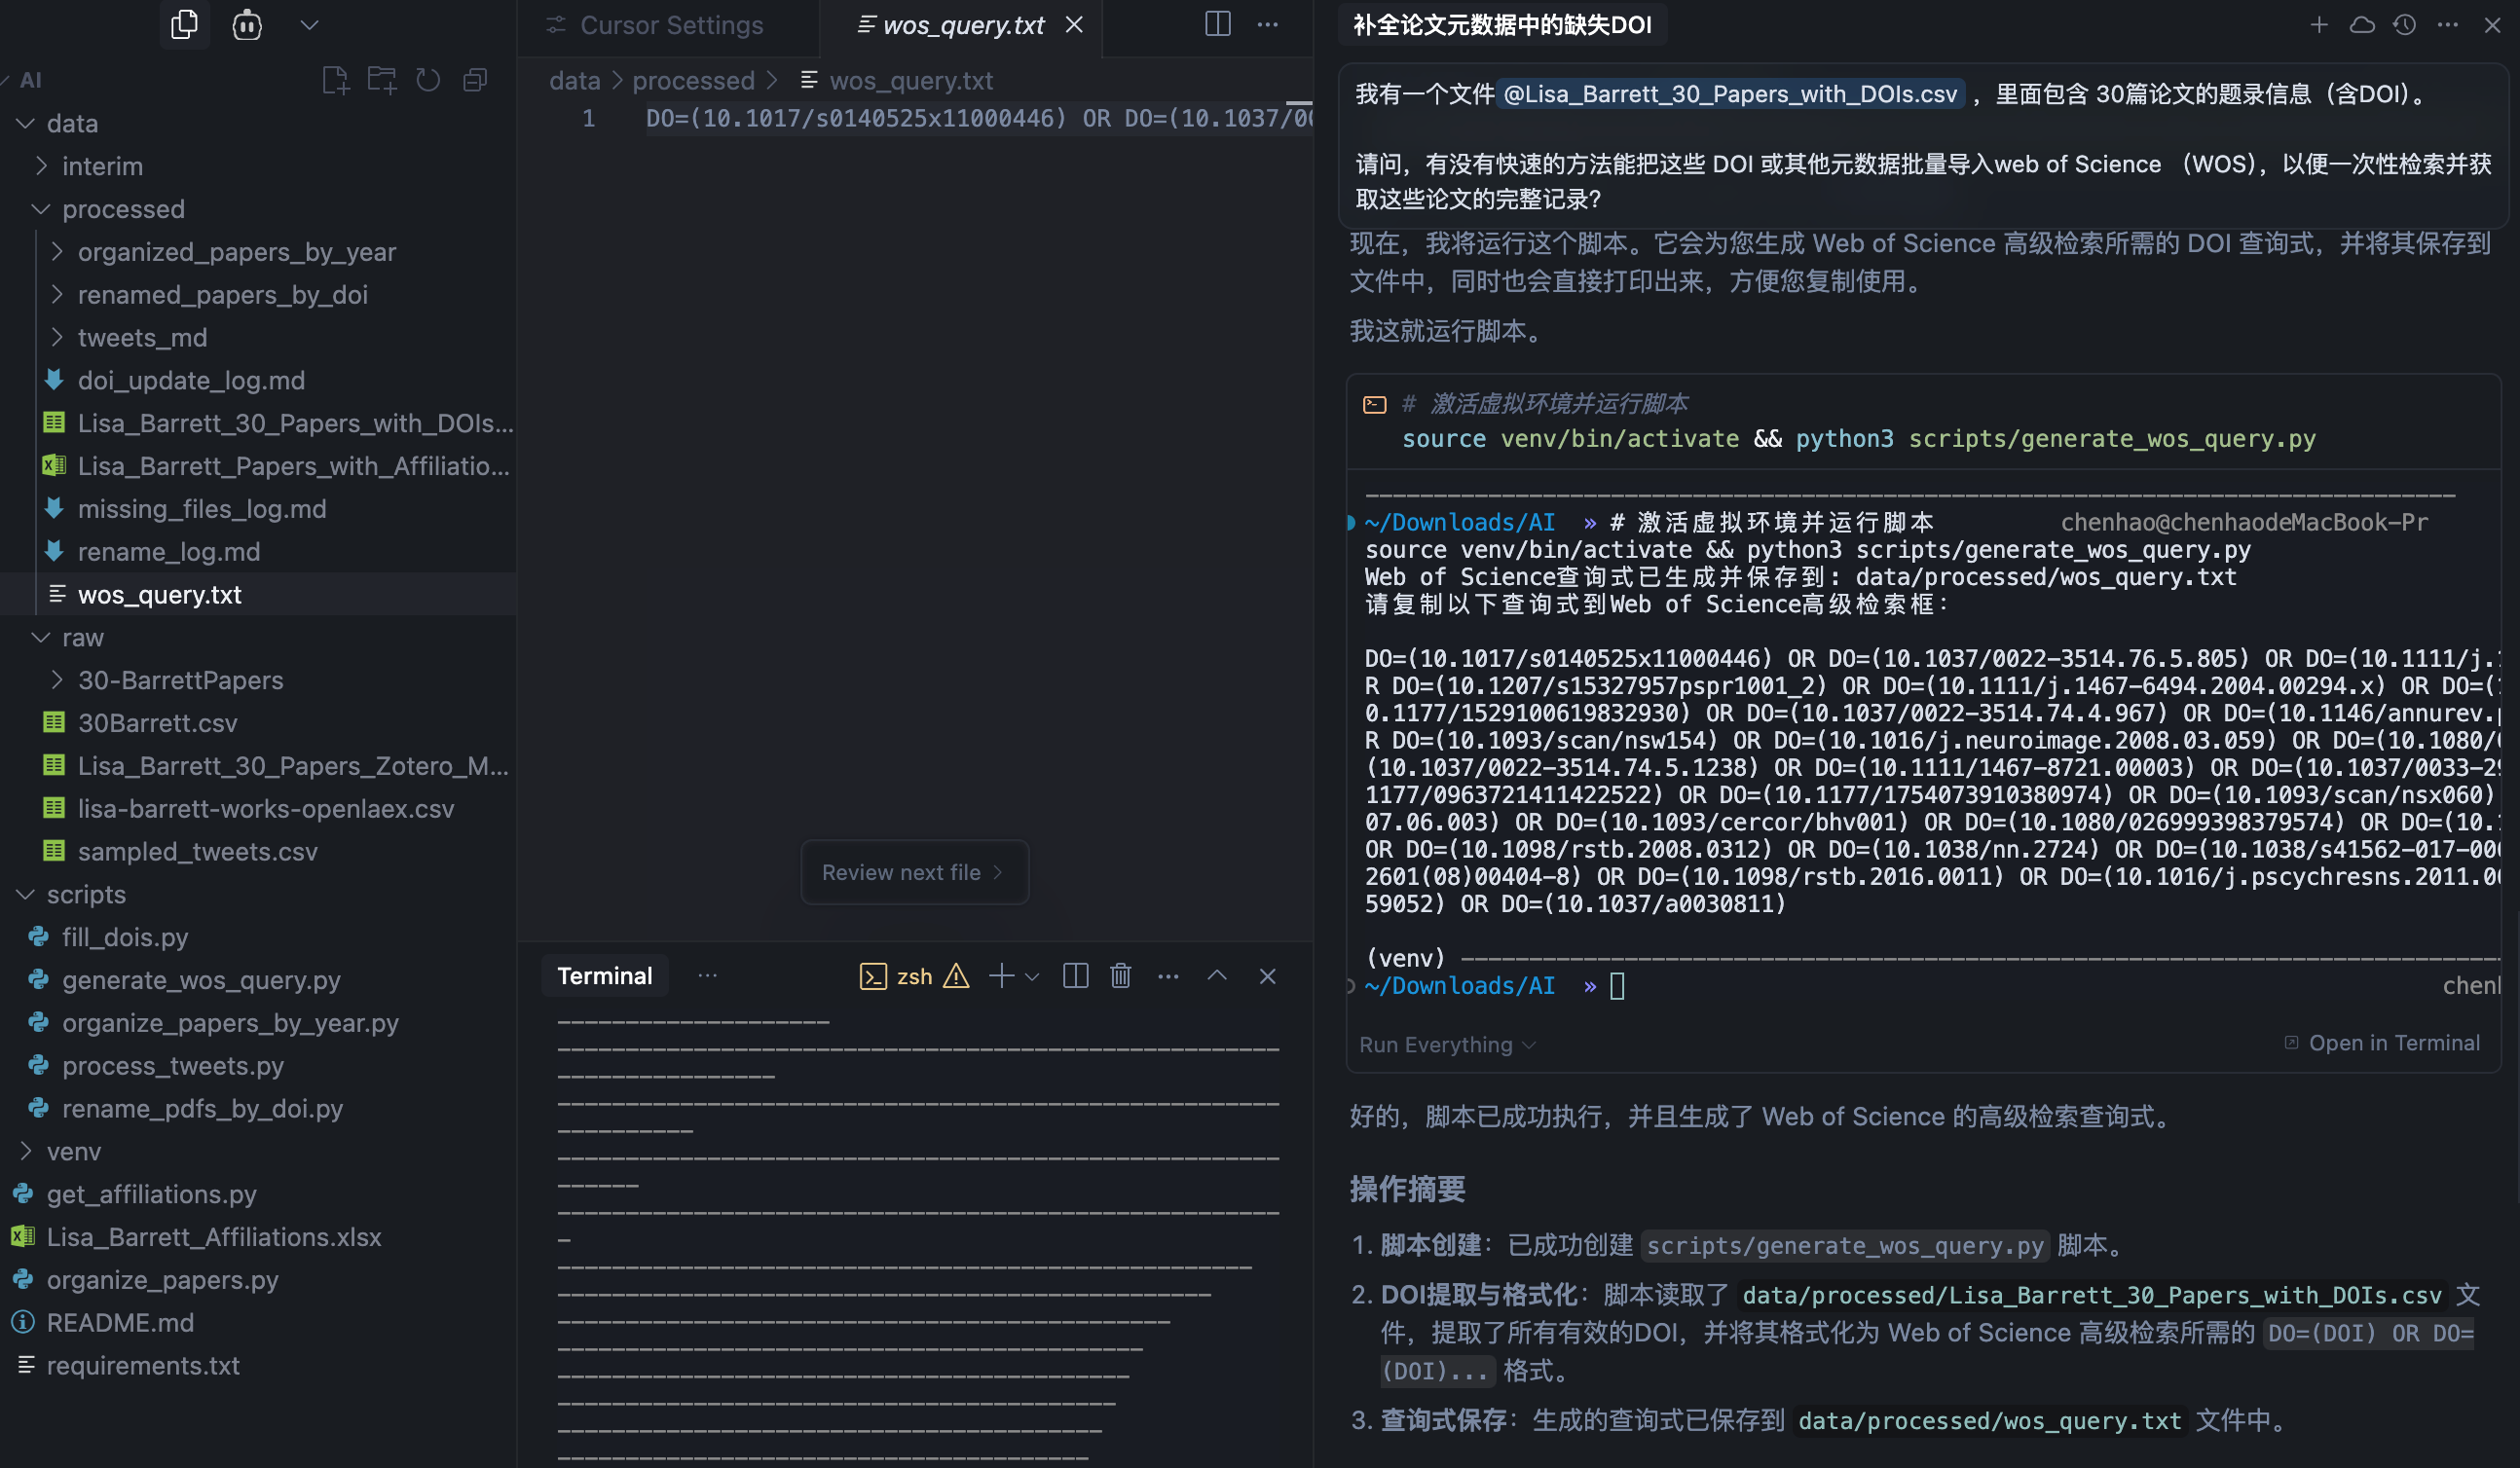 AI
data
interim
processed
organized_papers_by_year
renamed_papers_by_doi
tweets_md
doi_update_log.md
Lisa_Barrett_30_Papers_with_DOIs...
Lisa_Barrett_Papers_with_Affiliatio...
missing_files_log.md
rename_log.md
wos_query.txt
raw
30-BarrettPapers
30Barrett.csv
Lisa_Barrett_30_Papers_Zotero_M...
lisa-barrett-works-openlaex.csv
sampled_tweets.csv
scripts
fill_dois.py
generate_wos_query.py
organize_papers_by_year.py
process_tweets.py
rename_pdfs_by_doi.py
venv
get_affiliations.py
Lisa_Barrett_Affiliations.xlsx
organize_papers.py
README.md
requirements.txt
Cursor Settings
wos_query.txt
data > processed > wos_query.txt
1 DO=(10.1017/s0140525x11000446) OR DO=(10.1037/00
Review next file >
Terminal
zsh
补全论文元数据中的缺失DOI
我有一个文件 @Lisa_Barrett_30_Papers_with_DOIs.csv ，里面包含 30篇论文的题录信息（含DOI）。
请问，有没有快速的方法能把这些 DOI 或其他元数据批量导入web of Science （WOS），以便一次性检索并获
取这些论文的完整记录？
现在，我将运行这个脚本。它会为您生成 Web of Science 高级检索所需的 DOI 查询式，并将其保存到
文件中，同时也会直接打印出来，方便您复制使用。
我这就运行脚本。
# 激活虚拟环境并运行脚本
source venv/bin/activate && python3 scripts/generate_wos_query.py
~/Downloads/AI » # 激活虚拟环境并运行脚本 chenhao@chenhaodeMacBook-Pr
source venv/bin/activate && python3 scripts/generate_wos_query.py
Web of Science查询式已生成并保存到: data/processed/wos_query.txt
请复制以下查询式到Web of Science高级检索框:
DO=(10.1017/s0140525x11000446) OR DO=(10.1037/0022-3514.76.5.805) OR DO=(10.1111/j.1
R DO=(10.1207/s15327957pspr1001_2) OR DO=(10.1111/j.1467-6494.2004.00294.x) OR DO=(1
0.1177/1529100619832930) OR DO=(10.1037/0022-3514.74.4.967) OR DO=(10.1146/annurev.p
R DO=(10.1093/scan/nsw154) OR DO=(10.1016/j.neuroimage.2008.03.059) OR DO=(10.1080/0
(10.1037/0022-3514.74.5.1238) OR DO=(10.1111/1467-8721.00003) OR DO=(10.1037/0033-29
1177/0963721411422522) OR DO=(10.1177/1754073910380974) OR DO=(10.1093/scan/nsx060)
07.06.003) OR DO=(10.1093/cercor/bhv001) OR DO=(10.1080/026999398379574) OR DO=(10.1
OR DO=(10.1098/rstb.2008.0312) OR DO=(10.1038/nn.2724) OR DO=(10.1038/s41562-017-000
2601(08)00404-8) OR DO=(10.1098/rstb.2016.0011) OR DO=(10.1016/j.pscychresns.2011.06
59052) OR DO=(10.1037/a0030811)
(venv)
~/Downloads/AI » chenh
Run Everything
Open in Terminal
好的，脚本已成功执行，并且生成了 Web of Science 的高级检索查询式。
操作摘要
1. 脚本创建：已成功创建 scripts/generate_wos_query.py 脚本。
2. DOI提取与格式化：脚本读取了 data/processed/Lisa_Barrett_30_Papers_with_DOIs.csv 文
件，提取了所有有效的DOI，并将其格式化为 Web of Science 高级检索所需的 DO=(DOI) OR DO=
(DOI)... 格式。
3. 查询式保存：生成的查询式已保存到 data/processed/wos_query.txt 文件中。